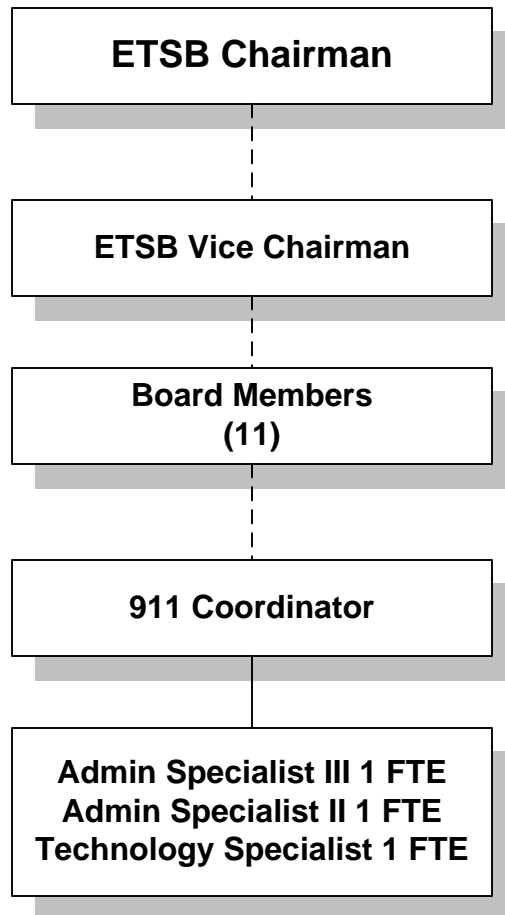 ETSB Chairman
ETSB Vice Chairman
Board Members
(11)
911 Coordinator
Admin Specialist III 1 FTE
Admin Specialist II 1 FTE
Technology Specialist 1 FTE